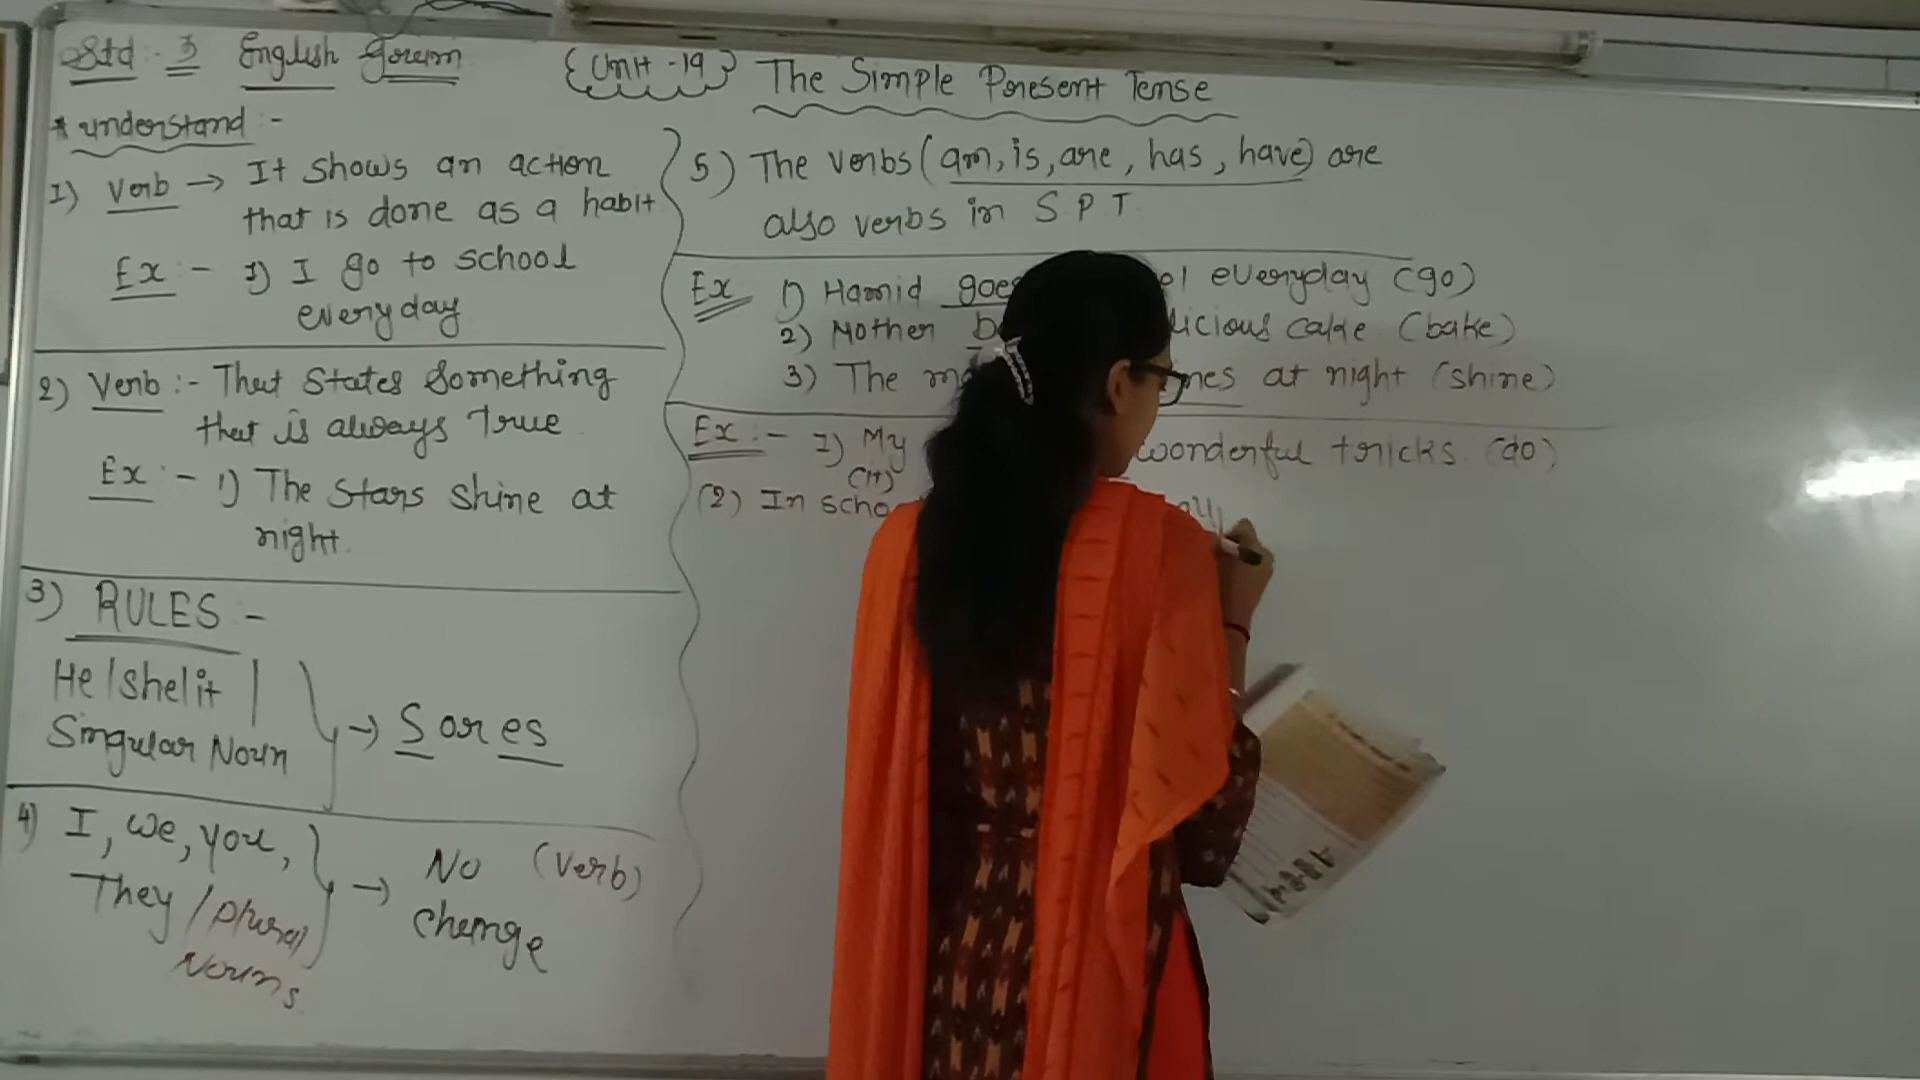 Std :- 3 English Gram
{Unit-19} The Simple Present Tense
* understand :-
1) Verb → It shows an action
that is done as a habit
Ex :- 1) I go to school
everyday
2) Verb :- That States Something
that is always True
Ex :- 1) The Stars shine at
night.
3) RULES :-
He/she/it /
Singular Noun → S or es
4) I, we, you,
They / plural
Nouns → No (verb)
change
5) The verbs (am, is, are, has, have) are
also verbs in S.P.T.
Ex 1) Hamid goes everyday (go)
2) Mother cake (bake)
3) The at night (shine)
Ex :- 1) My wonderful tricks (do)
(it)
(2) In